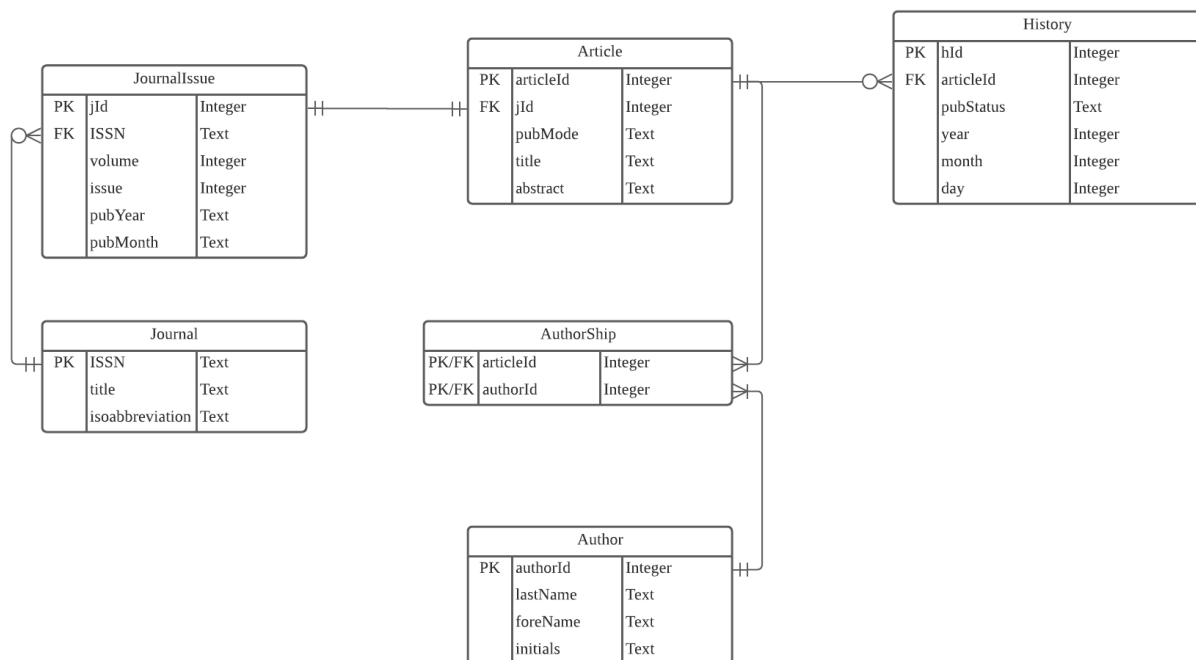 History
PK hId Integer
FK articleId Integer
pubStatus Text
year Integer
month Integer
day Integer
Article
PK articleId Integer
FK jId Integer
pubMode Text
title Text
abstract Text
JournalIssue
PK jId Integer
FK ISSN Text
volume Integer
issue Integer
pubYear Text
pubMonth Text
Journal
PK ISSN Text
title Text
isoabbreviation Text
AuthorShip
PK/FK articleId Integer
PK/FK authorId Integer
Author
PK authorId Integer
lastName Text
foreName Text
initials Text